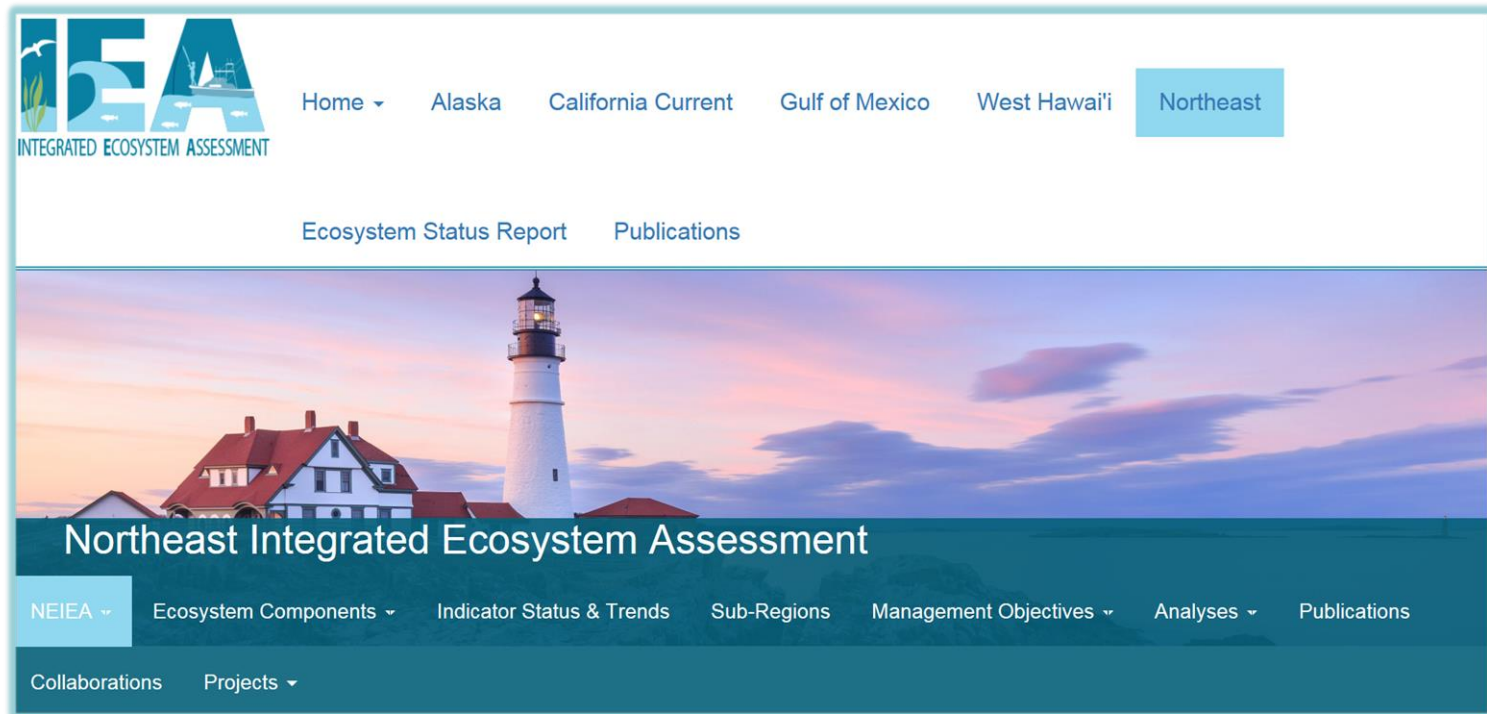 IEA
INTEGRATED ECOSYSTEM ASSESSMENT
Home Alaska California Current Gulf of Mexico West Hawai'i Northeast
Ecosystem Status Report Publications
Northeast Integrated Ecosystem Assessment
NEIEA Ecosystem Components Indicator Status & Trends Sub-Regions Management Objectives Analyses Publications
Collaborations Projects